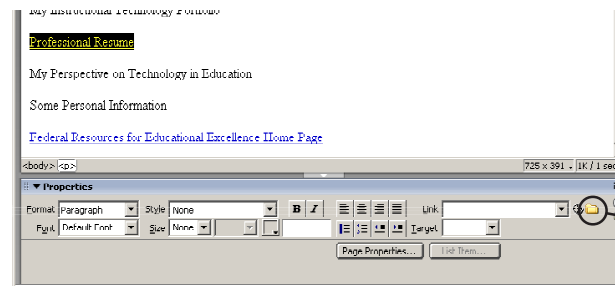 My Instructional Technology Portfolio
Professional Resume
My Perspective on Technology in Education
Some Personal Information
Federal Resources for Educational Excellence Home Page
<body> <p> 725 x 391 1K / 1 sec
Properties
Format Paragraph Style None B I Link
Font Default Font Size None Target
Page Properties... List Item...